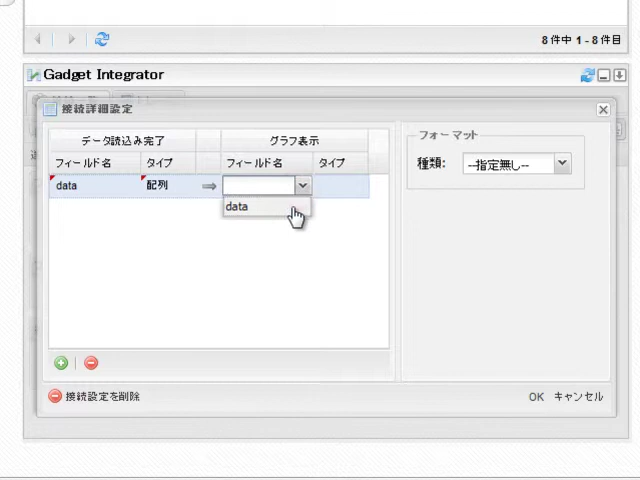 8 件中 1 - 8 件目
Gadget Integrator
接続詳細設定
データ読込み完了 グラフ表示
フィールド名 タイプ フィールド名 タイプ
data 配列 ⇒
data
フォーマット
種類: --指定無し--
接続設定を削除
OK キャンセル